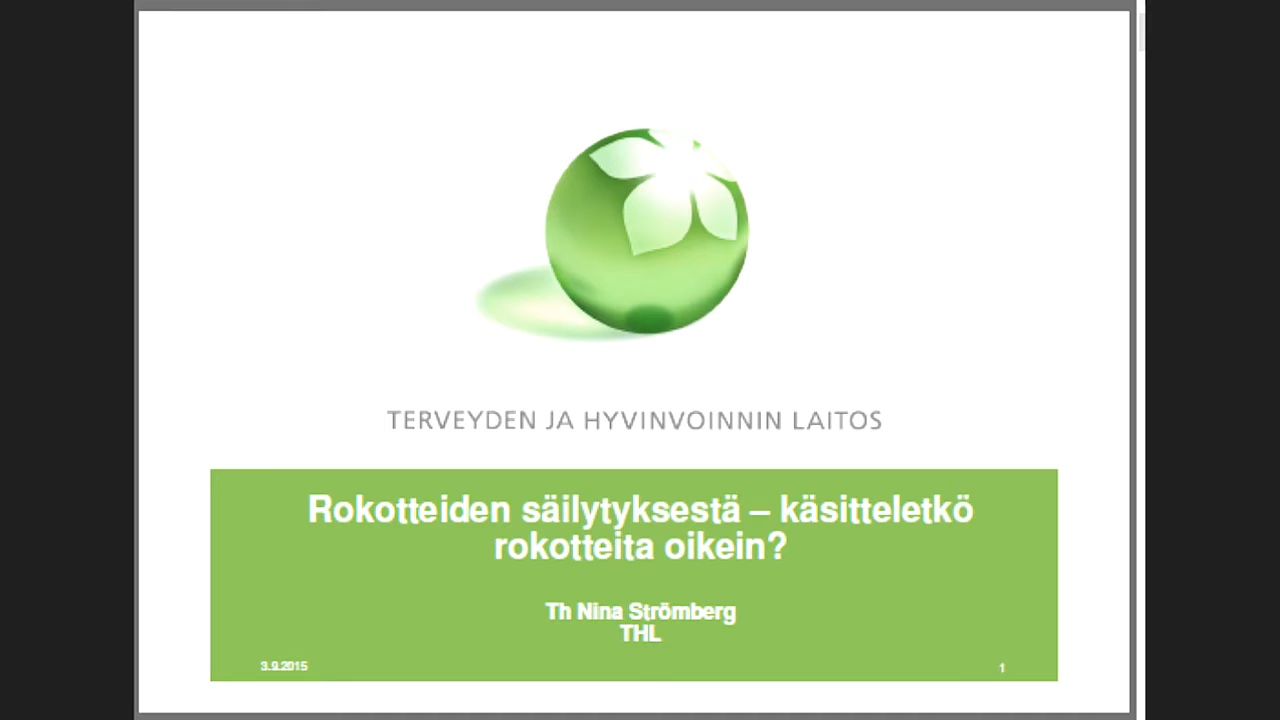 TERVEYDEN JA HYVINVOINNIN LAITOS
Rokotteiden säilytyksestä – käsitteletkö
rokotteita oikein?
Th Nina Strömberg
THL
3.9.2015
1